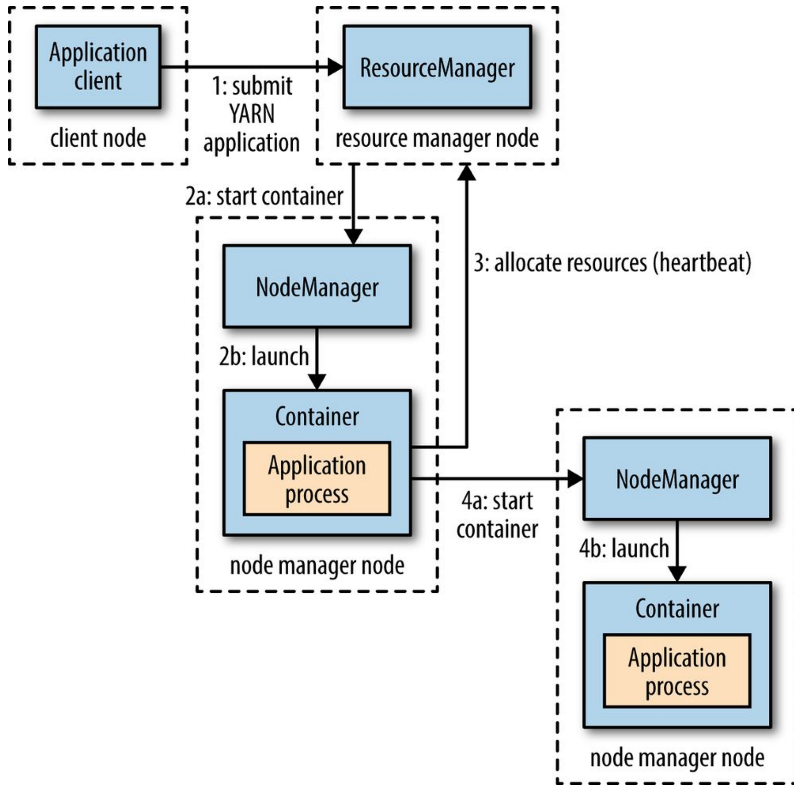 Application
client
client node
1: submit
YARN
application
ResourceManager
resource manager node
2a: start container
NodeManager
2b: launch
Container
Application
process
node manager node
3: allocate resources (heartbeat)
4a: start
container
NodeManager
4b: launch
Container
Application
process
node manager node